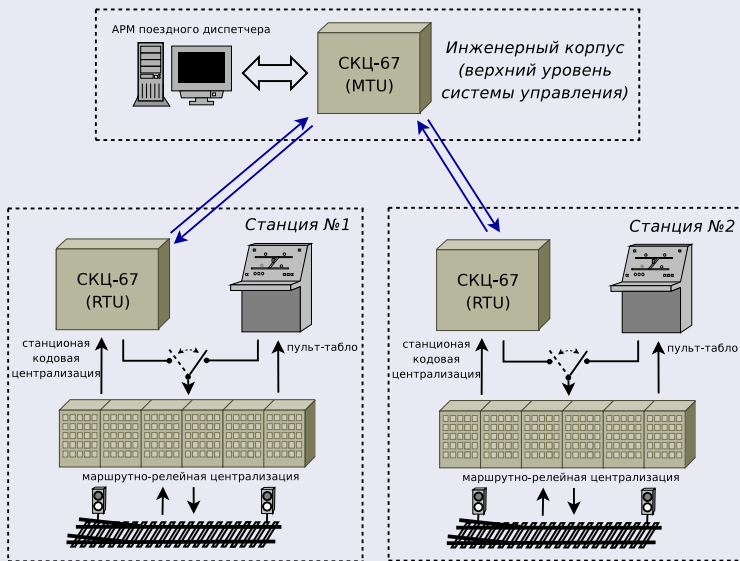 АРМ поездного диспетчера
СКЦ-67
(MTU)
Инженерный корпус
(верхний уровень
системы управления)
Станция №1
СКЦ-67
(RTU)
станционая
кодовая
централизация
пульт-табло
маршрутно-релейная централизация
Станция №2
СКЦ-67
(RTU)
станционая
кодовая
централизация
пульт-табло
маршрутно-релейная централизация